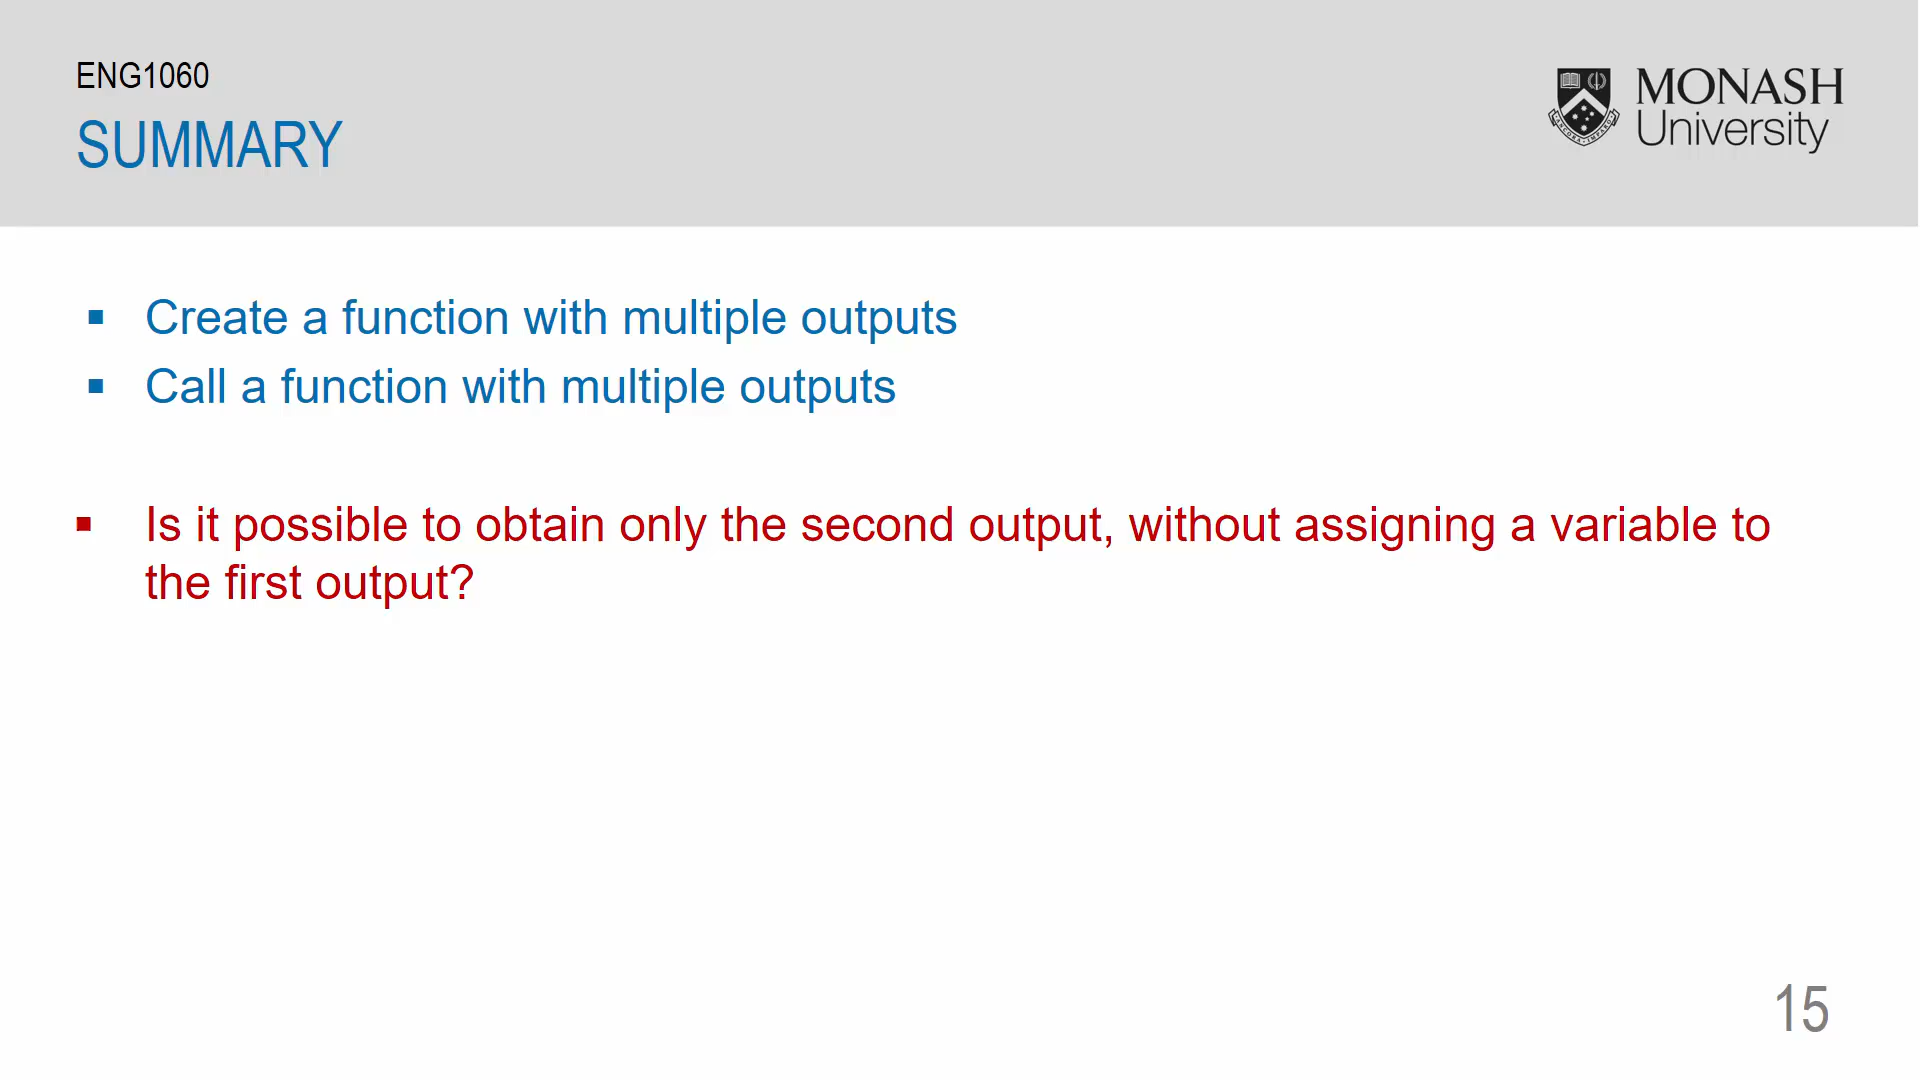 ENG1060
SUMMARY
MONASH
University
▪ Create a function with multiple outputs
▪ Call a function with multiple outputs
▪ Is it possible to obtain only the second output, without assigning a variable to
the first output?
15